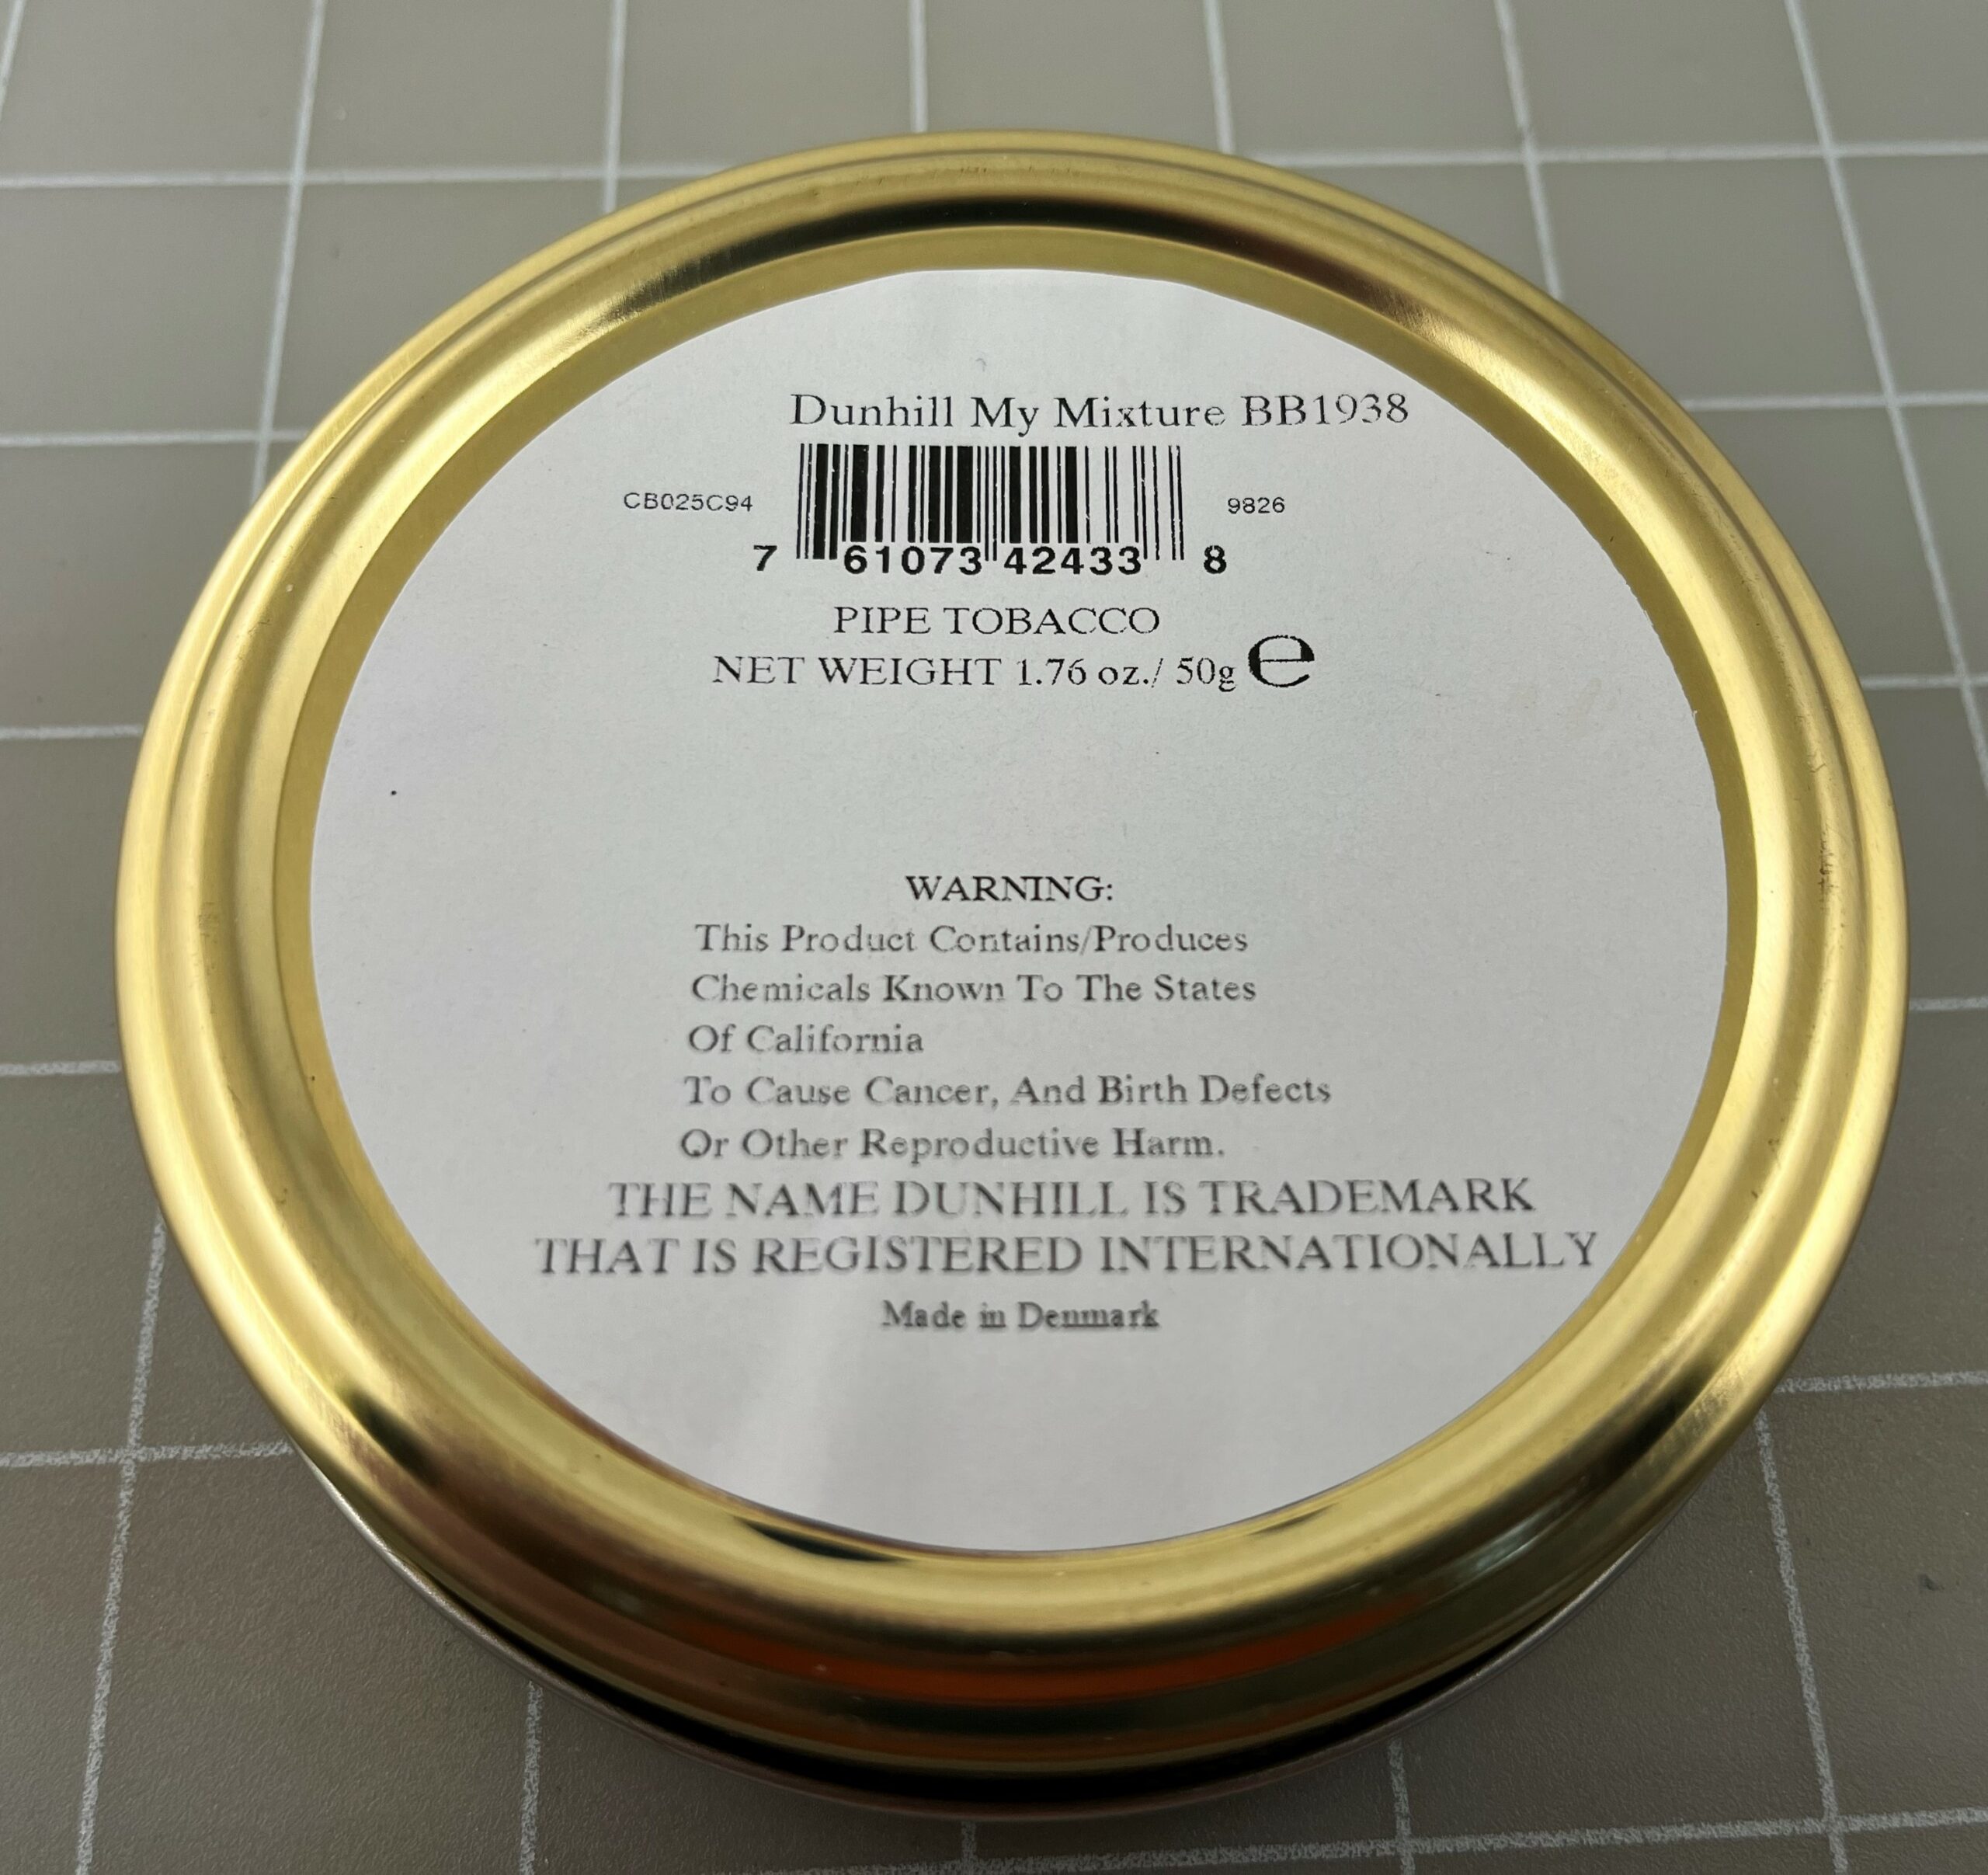 Dunhill My Mixture BB1938
CB025C94 9826
7 61073 42433 8
PIPE TOBACCO
NET WEIGHT 1.76 oz./ 50g e
WARNING:
This Product Contains/Produces
Chemicals Known To The States
Of California
To Cause Cancer, And Birth Defects
Or Other Reproductive Harm.
THE NAME DUNHILL IS TRADEMARK
THAT IS REGISTERED INTERNATIONALLY
Made in Denmark